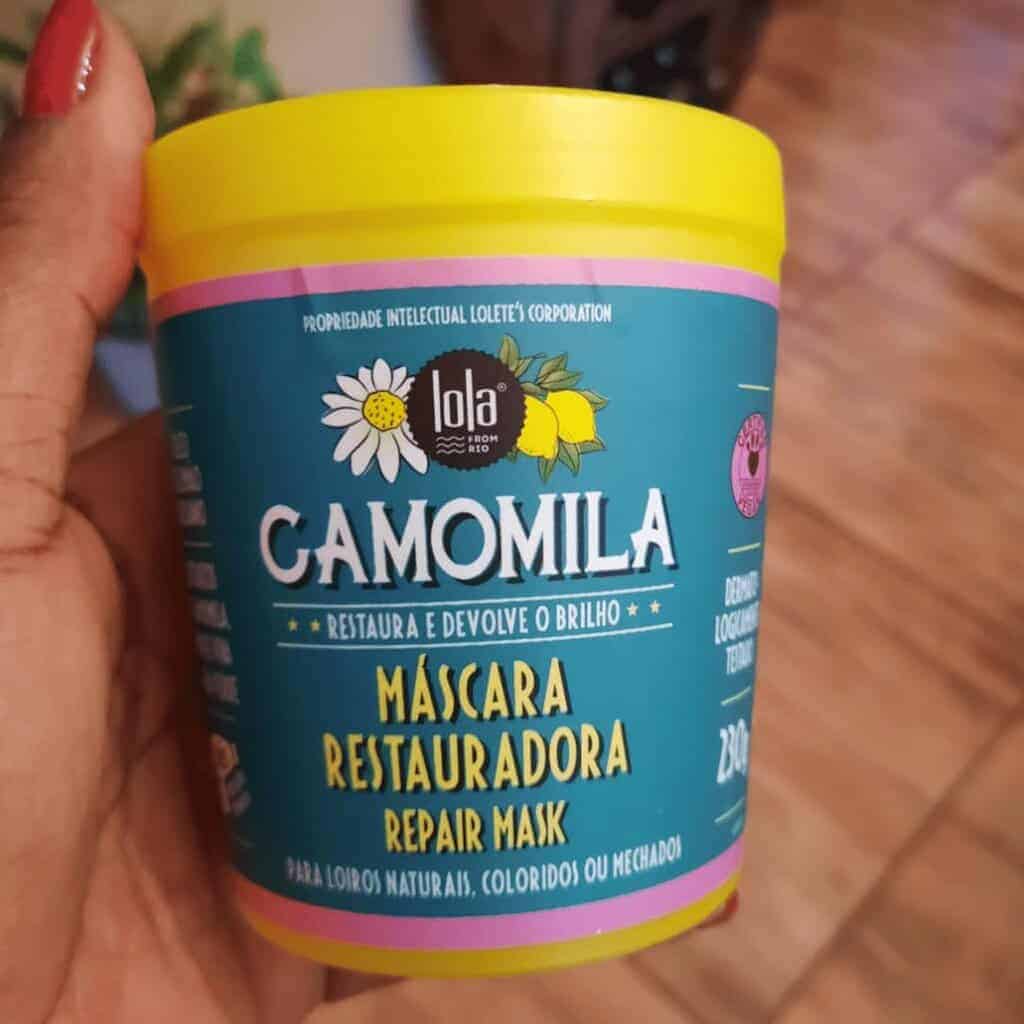 PROPRIEDADE INTELECTUAL LOLETE'S CORPORATION
lola®
FROM
RIO
CAMOMILA
RESTAURA E DEVOLVE O BRILHO
MÁSCARA
RESTAURADORA
REPAIR MASK
PARA LOIROS NATURAIS, COLORIDOS OU MECHADOS
230g